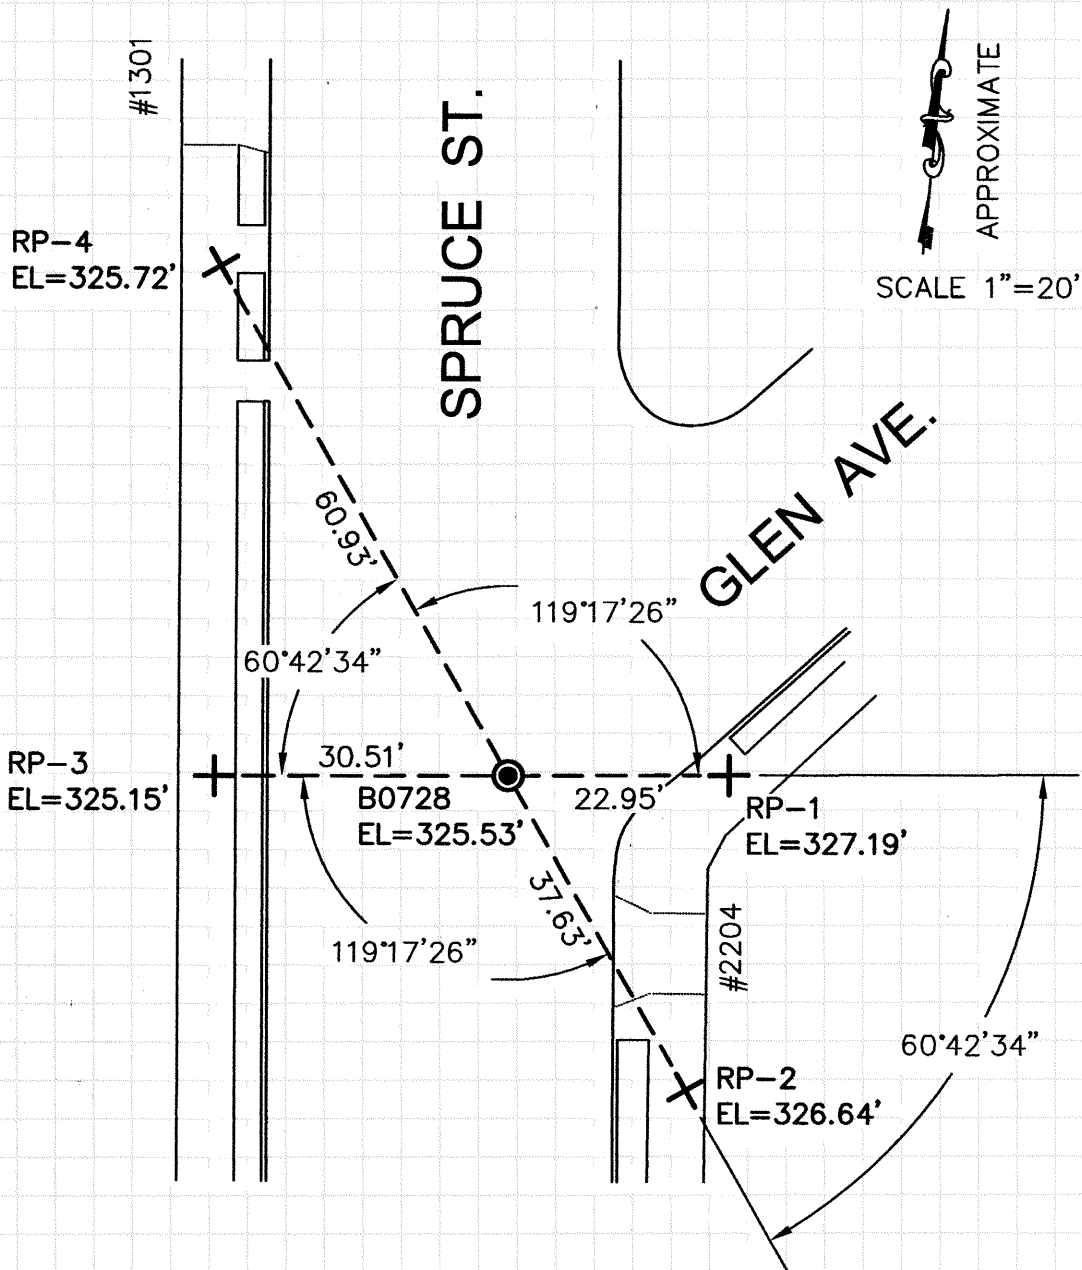 #1301
SPRUCE ST.
APPROXIMATE
SCALE 1"=20'
RP-4
EL=325.72'
GLEN AVE.
60.93'
119°17'26"
60°42'34"
RP-3
EL=325.15'
30.51'
B0728
EL=325.53'
22.95'
RP-1
EL=327.19'
37.63'
119°17'26"
#2204
60°42'34"
RP-2
EL=326.64'